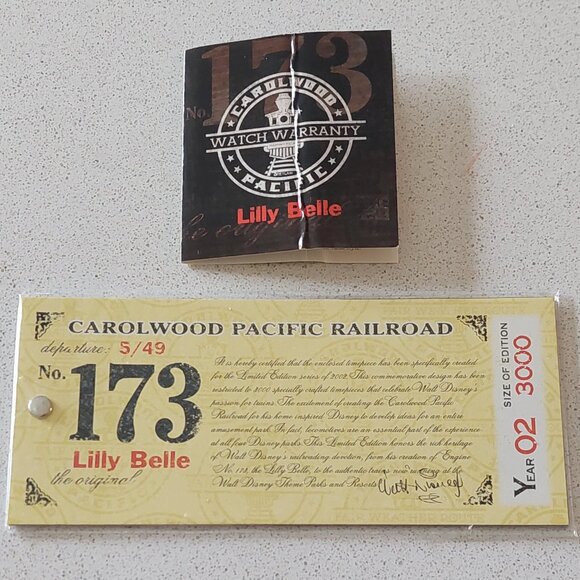 No. 173
CAROLWOOD
WATCH WARRANTY
PACIFIC
Lilly Belle
the original
CAROLWOOD PACIFIC RAILROAD
departure: 5/49
No. 173
Lilly Belle
the original
It is hereby certified that the enclosed timepiece has been specifically created
for the Limited Edition series of 2002. This commemorative design has been
restricted to 3000 specially crafted timepieces that celebrate Walt Disney's
passion for trains. The excitement of creating the Carolwood Pacific
Railroad for his home inspired Disney to develop ideas for an entire
amusement park. In fact, locomotives are an essential part of the experience
at all four Disney parks. This Limited Edition honors the rich heritage
of Walt Disney's railroading devotion, from his creation of Engine
No. 173, the Lilly Belle, to the authentic trains now running at the
Walt Disney Theme Parks and Resorts.
Walt Disney
YEAR 02 SIZE OF EDITION 3000